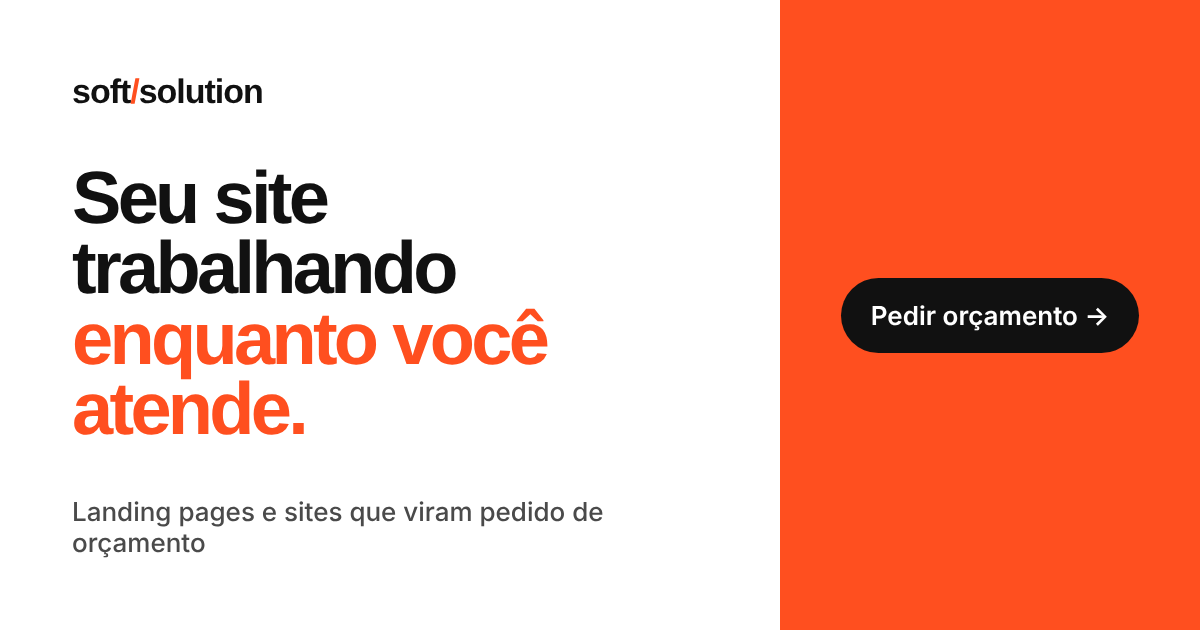 soft/solution
Seu site
trabalhando
enquanto você
atende.
Landing pages e sites que viram pedido de
orçamento
Pedir orçamento →